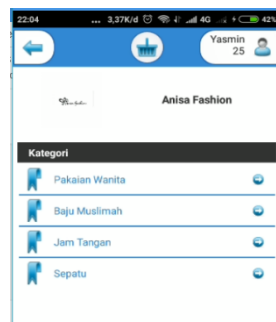 22:04
... 3,37K/d 4G 42%
Yasmin
25
Anisa Fashion
Kategori
Pakaian Wanita
Baju Muslimah
Jam Tangan
Sepatu